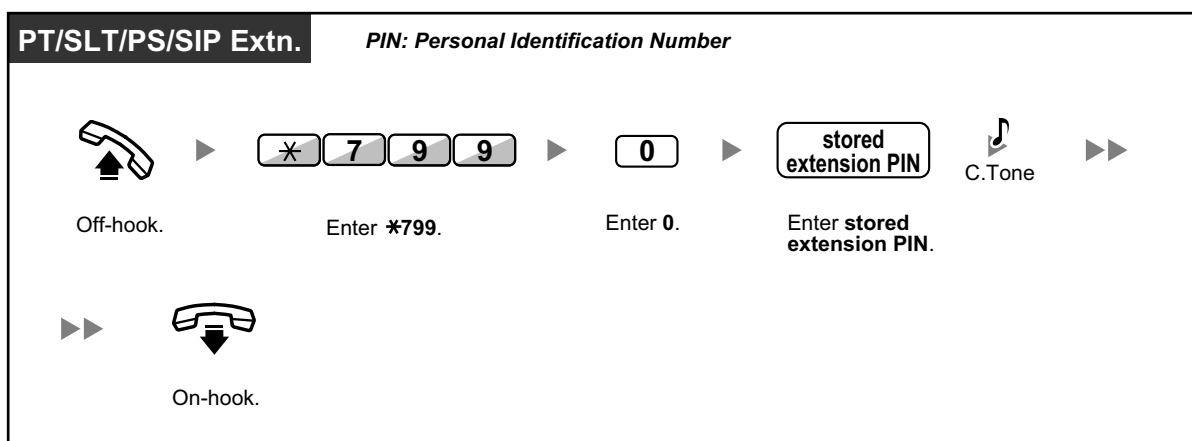 PT/SLT/PS/SIP Extn.
PIN: Personal Identification Number
* 7 9 9
0
stored
extension PIN
C.Tone
Off-hook.
Enter *799.
Enter 0.
Enter stored
extension PIN.
On-hook.